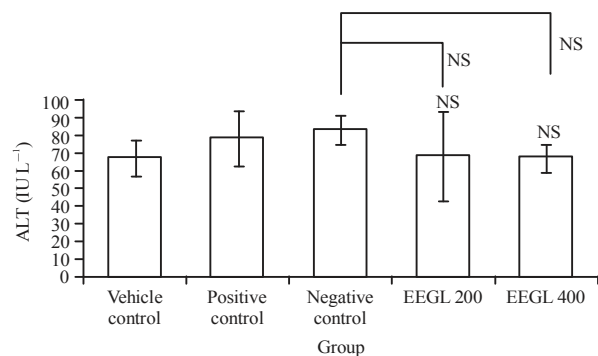 NS
NS
NS
NS
100
90
80
70
60
50
40
30
20
10
0
ALT (IU L⁻¹)
Vehicle control
Positive control
Negative control
EEGL 200
EEGL 400
Group